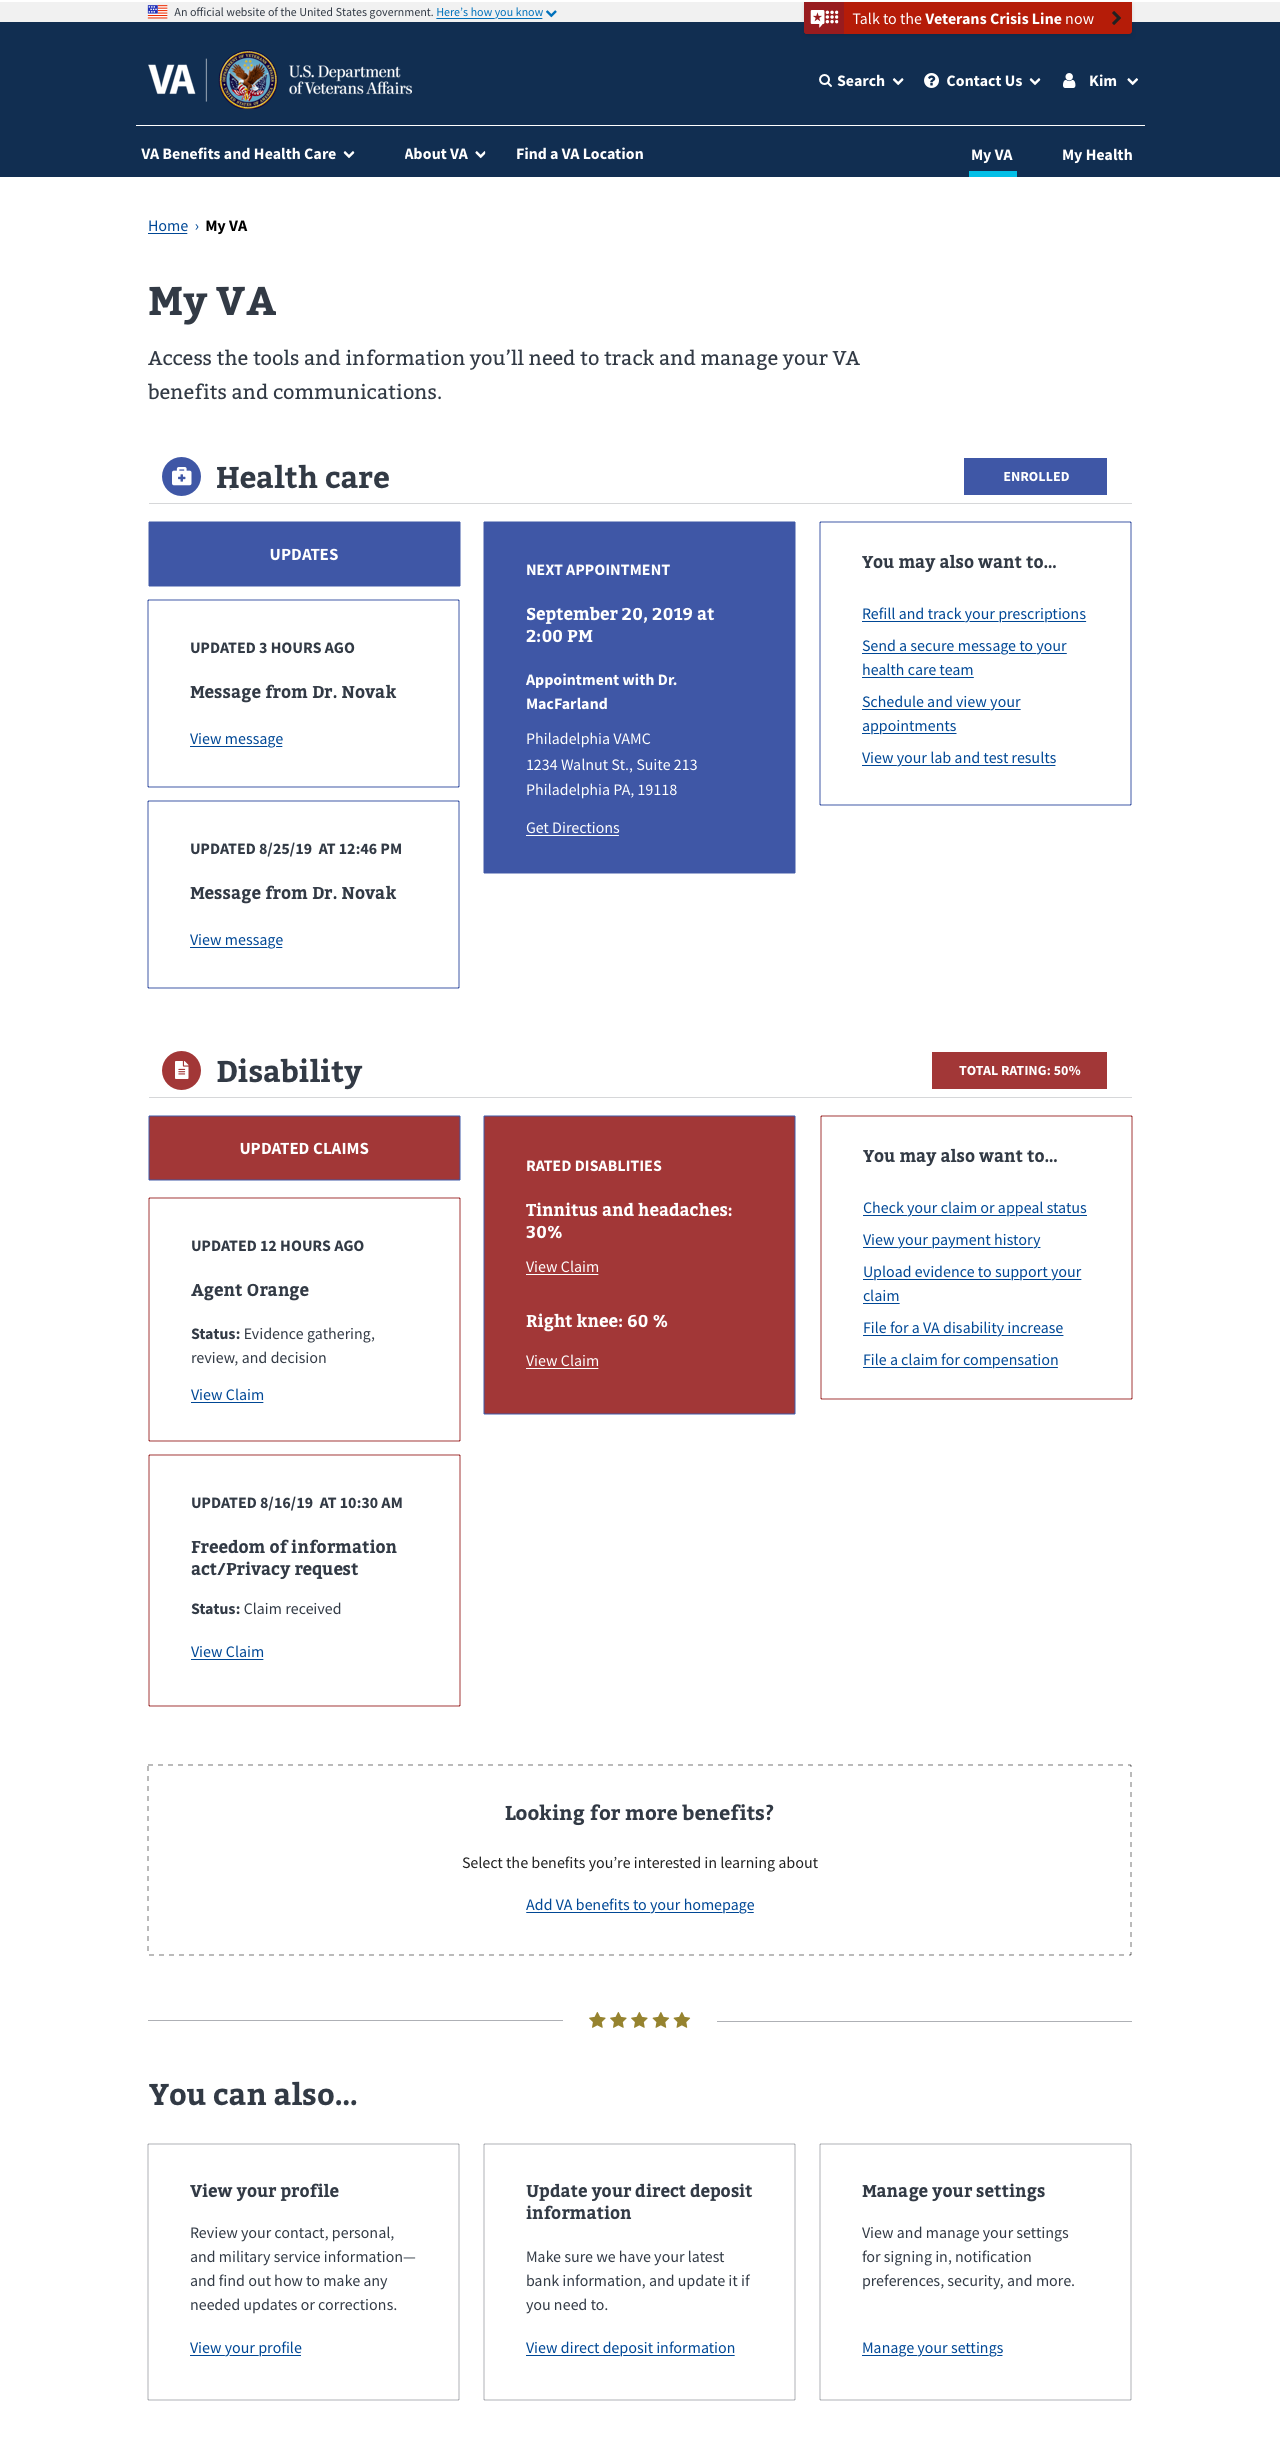 An official website of the United States government. Here's how you know
Talk to the Veterans Crisis Line now
VA
U.S. Department
of Veterans Affairs
Search
Contact Us
Kim
VA Benefits and Health Care
About VA
Find a VA Location
My VA
My Health
Home › My VA
My VA
Access the tools and information you’ll need to track and manage your VA
benefits and communications.
Health care
ENROLLED
UPDATES
UPDATED 3 HOURS AGO
Message from Dr. Novak
View message
UPDATED 8/25/19 AT 12:46 PM
Message from Dr. Novak
View message
NEXT APPOINTMENT
September 20, 2019 at
2:00 PM
Appointment with Dr.
MacFarland
Philadelphia VAMC
1234 Walnut St., Suite 213
Philadelphia PA, 19118
Get Directions
You may also want to...
Refill and track your prescriptions
Send a secure message to your
health care team
Schedule and view your
appointments
View your lab and test results
Disability
TOTAL RATING: 50%
UPDATED CLAIMS
UPDATED 12 HOURS AGO
Agent Orange
Status: Evidence gathering,
review, and decision
View Claim
UPDATED 8/16/19 AT 10:30 AM
Freedom of information
act/Privacy request
Status: Claim received
View Claim
RATED DISABLITIES
Tinnitus and headaches:
30%
View Claim
Right knee: 60 %
View Claim
You may also want to...
Check your claim or appeal status
View your payment history
Upload evidence to support your
claim
File for a VA disability increase
File a claim for compensation
Looking for more benefits?
Select the benefits you’re interested in learning about
Add VA benefits to your homepage
You can also...
View your profile
Review your contact, personal,
and military service information—
and find out how to make any
needed updates or corrections.
View your profile
Update your direct deposit
information
Make sure we have your latest
bank information, and update it if
you need to.
View direct deposit information
Manage your settings
View and manage your settings
for signing in, notification
preferences, security, and more.
Manage your settings